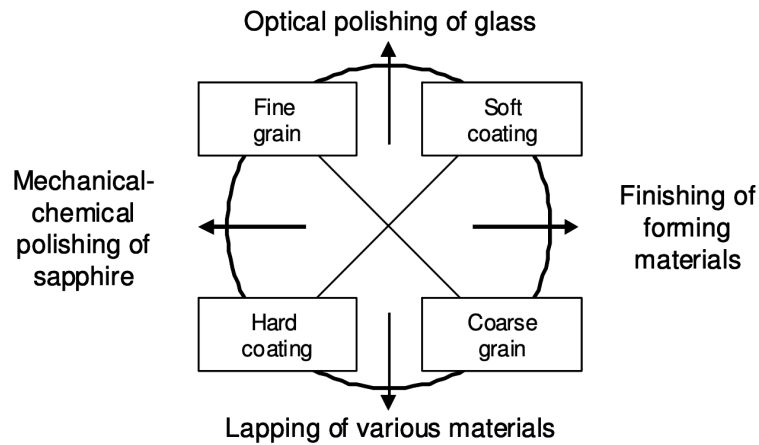 Optical polishing of glass
Fine
grain
Soft
coating
Mechanical-
chemical
polishing of
sapphire
Finishing of
forming
materials
Hard
coating
Coarse
grain
Lapping of various materials